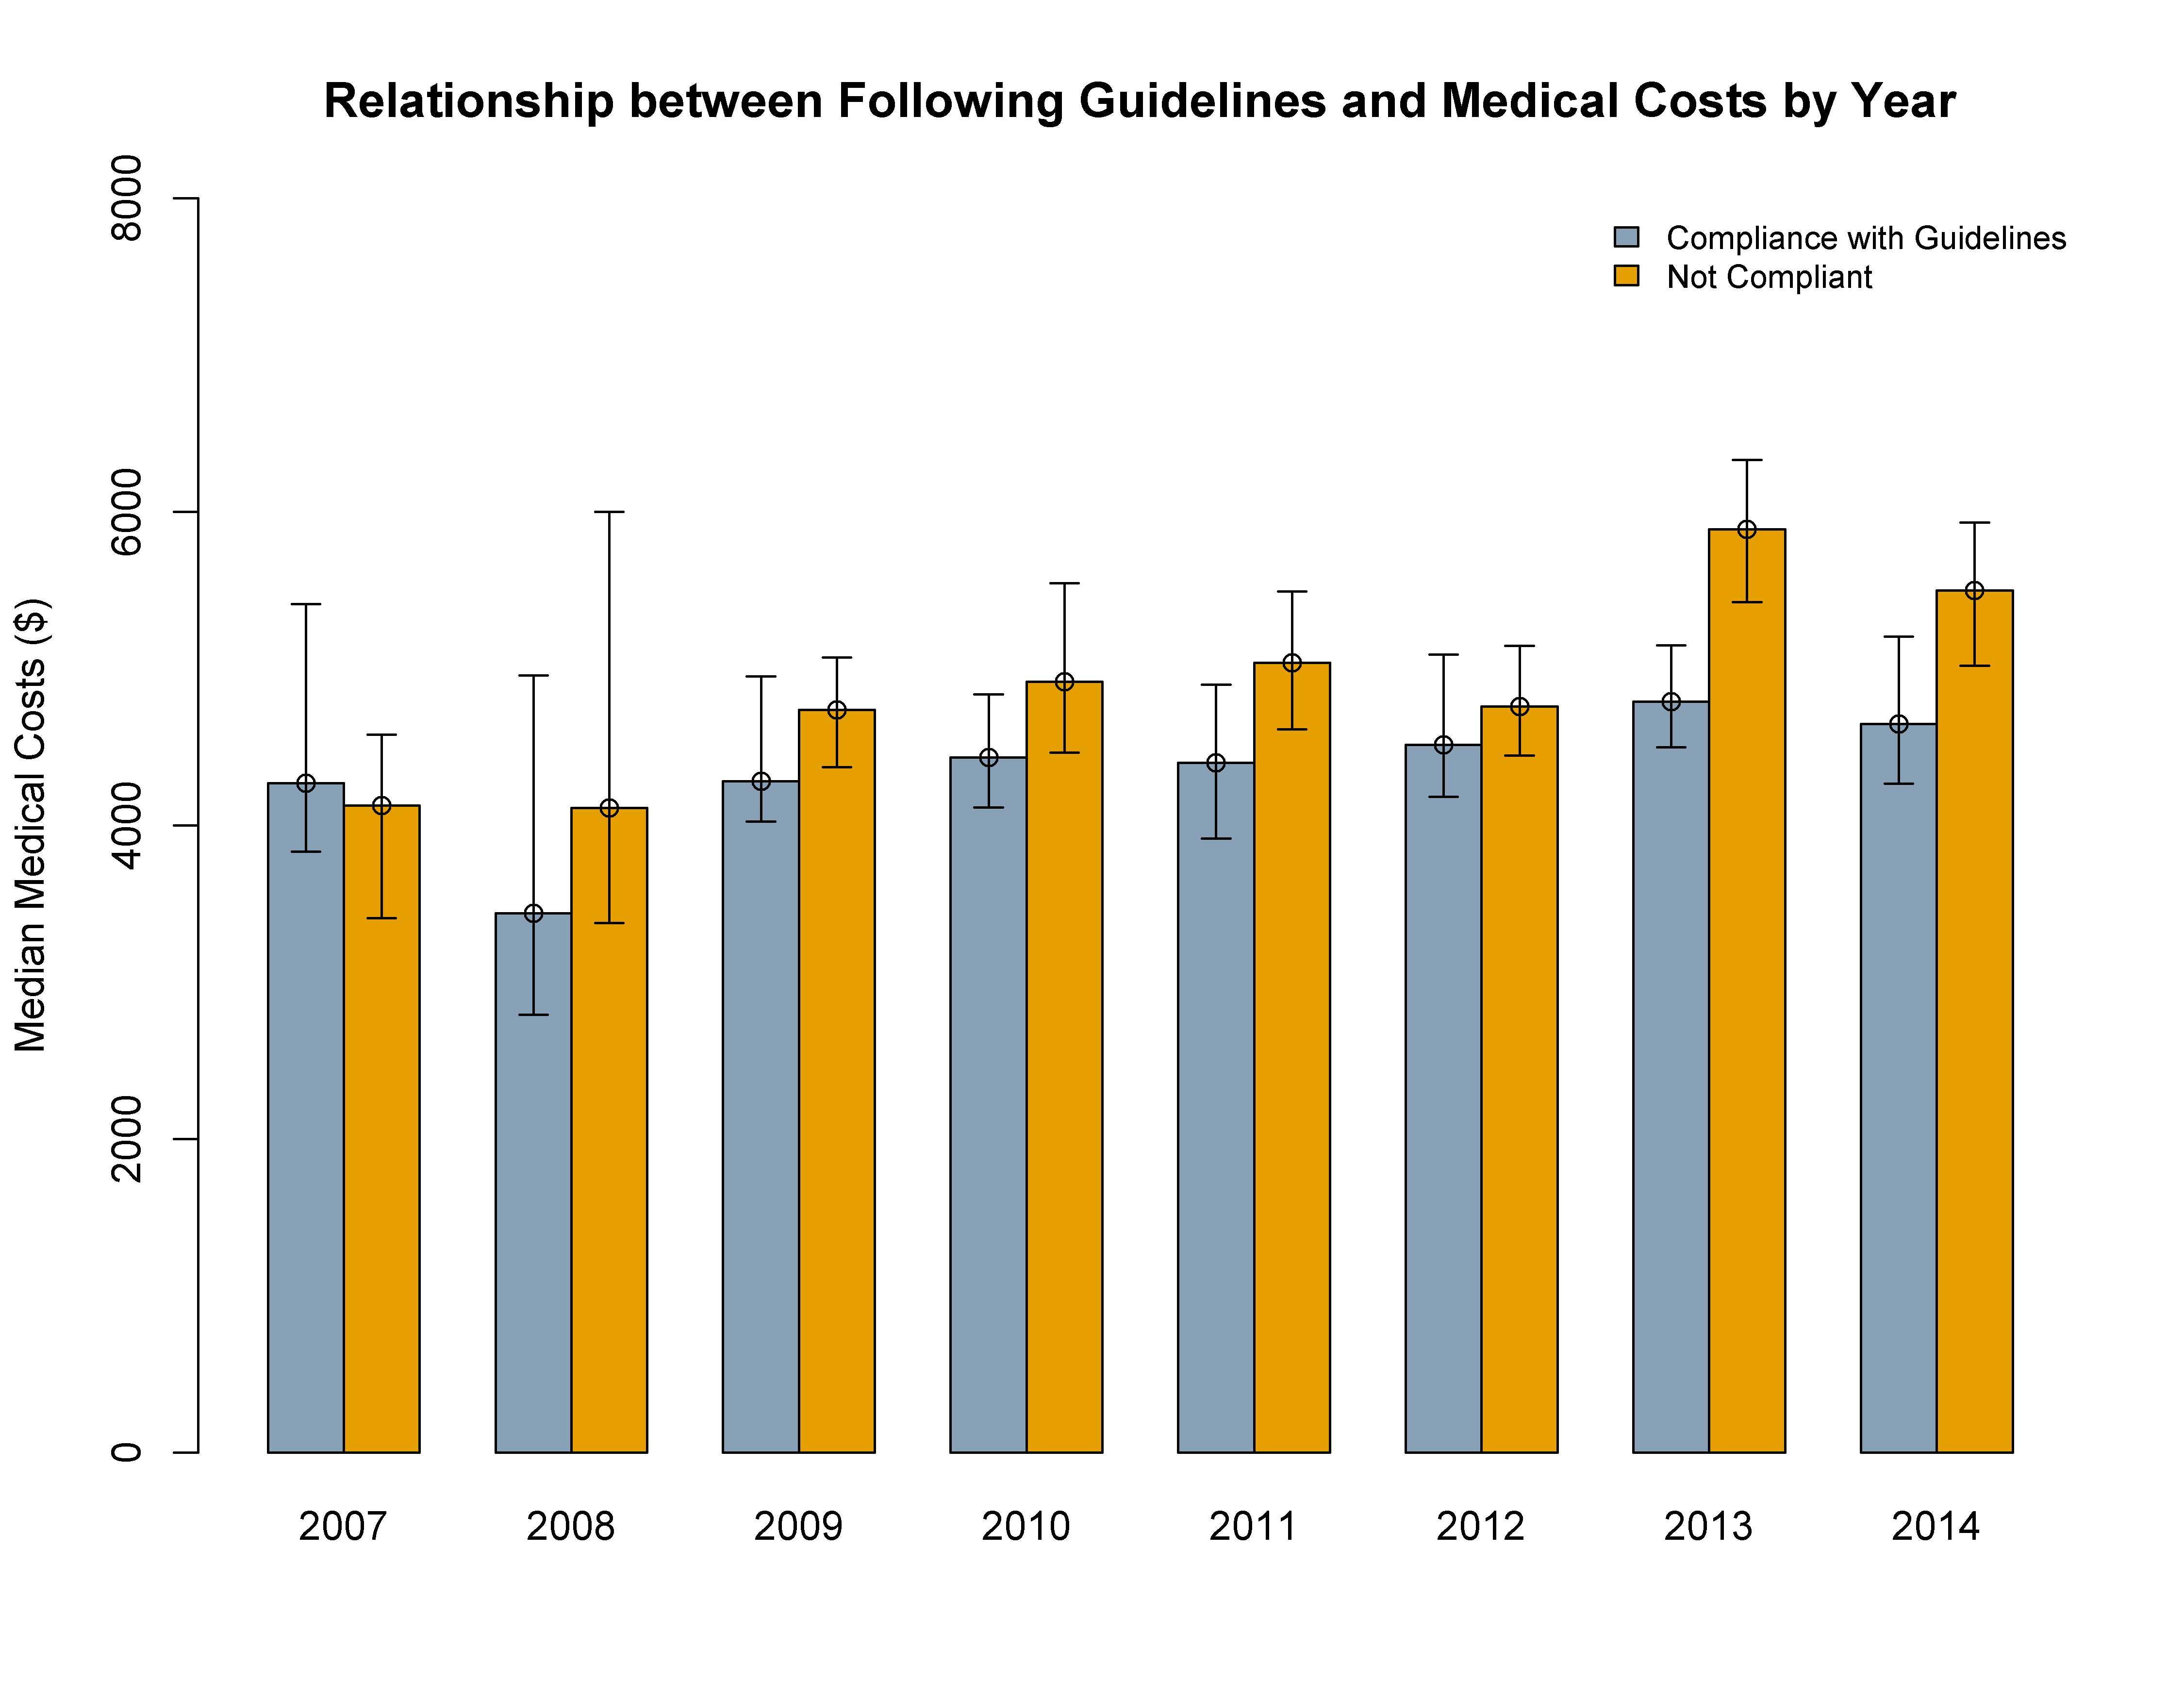 Relationship between Following Guidelines and Medical Costs by Year
Compliance with Guidelines
Not Compliant
Median Medical Costs ($)
8000
6000
4000
2000
0
2007 2008 2009 2010 2011 2012 2013 2014